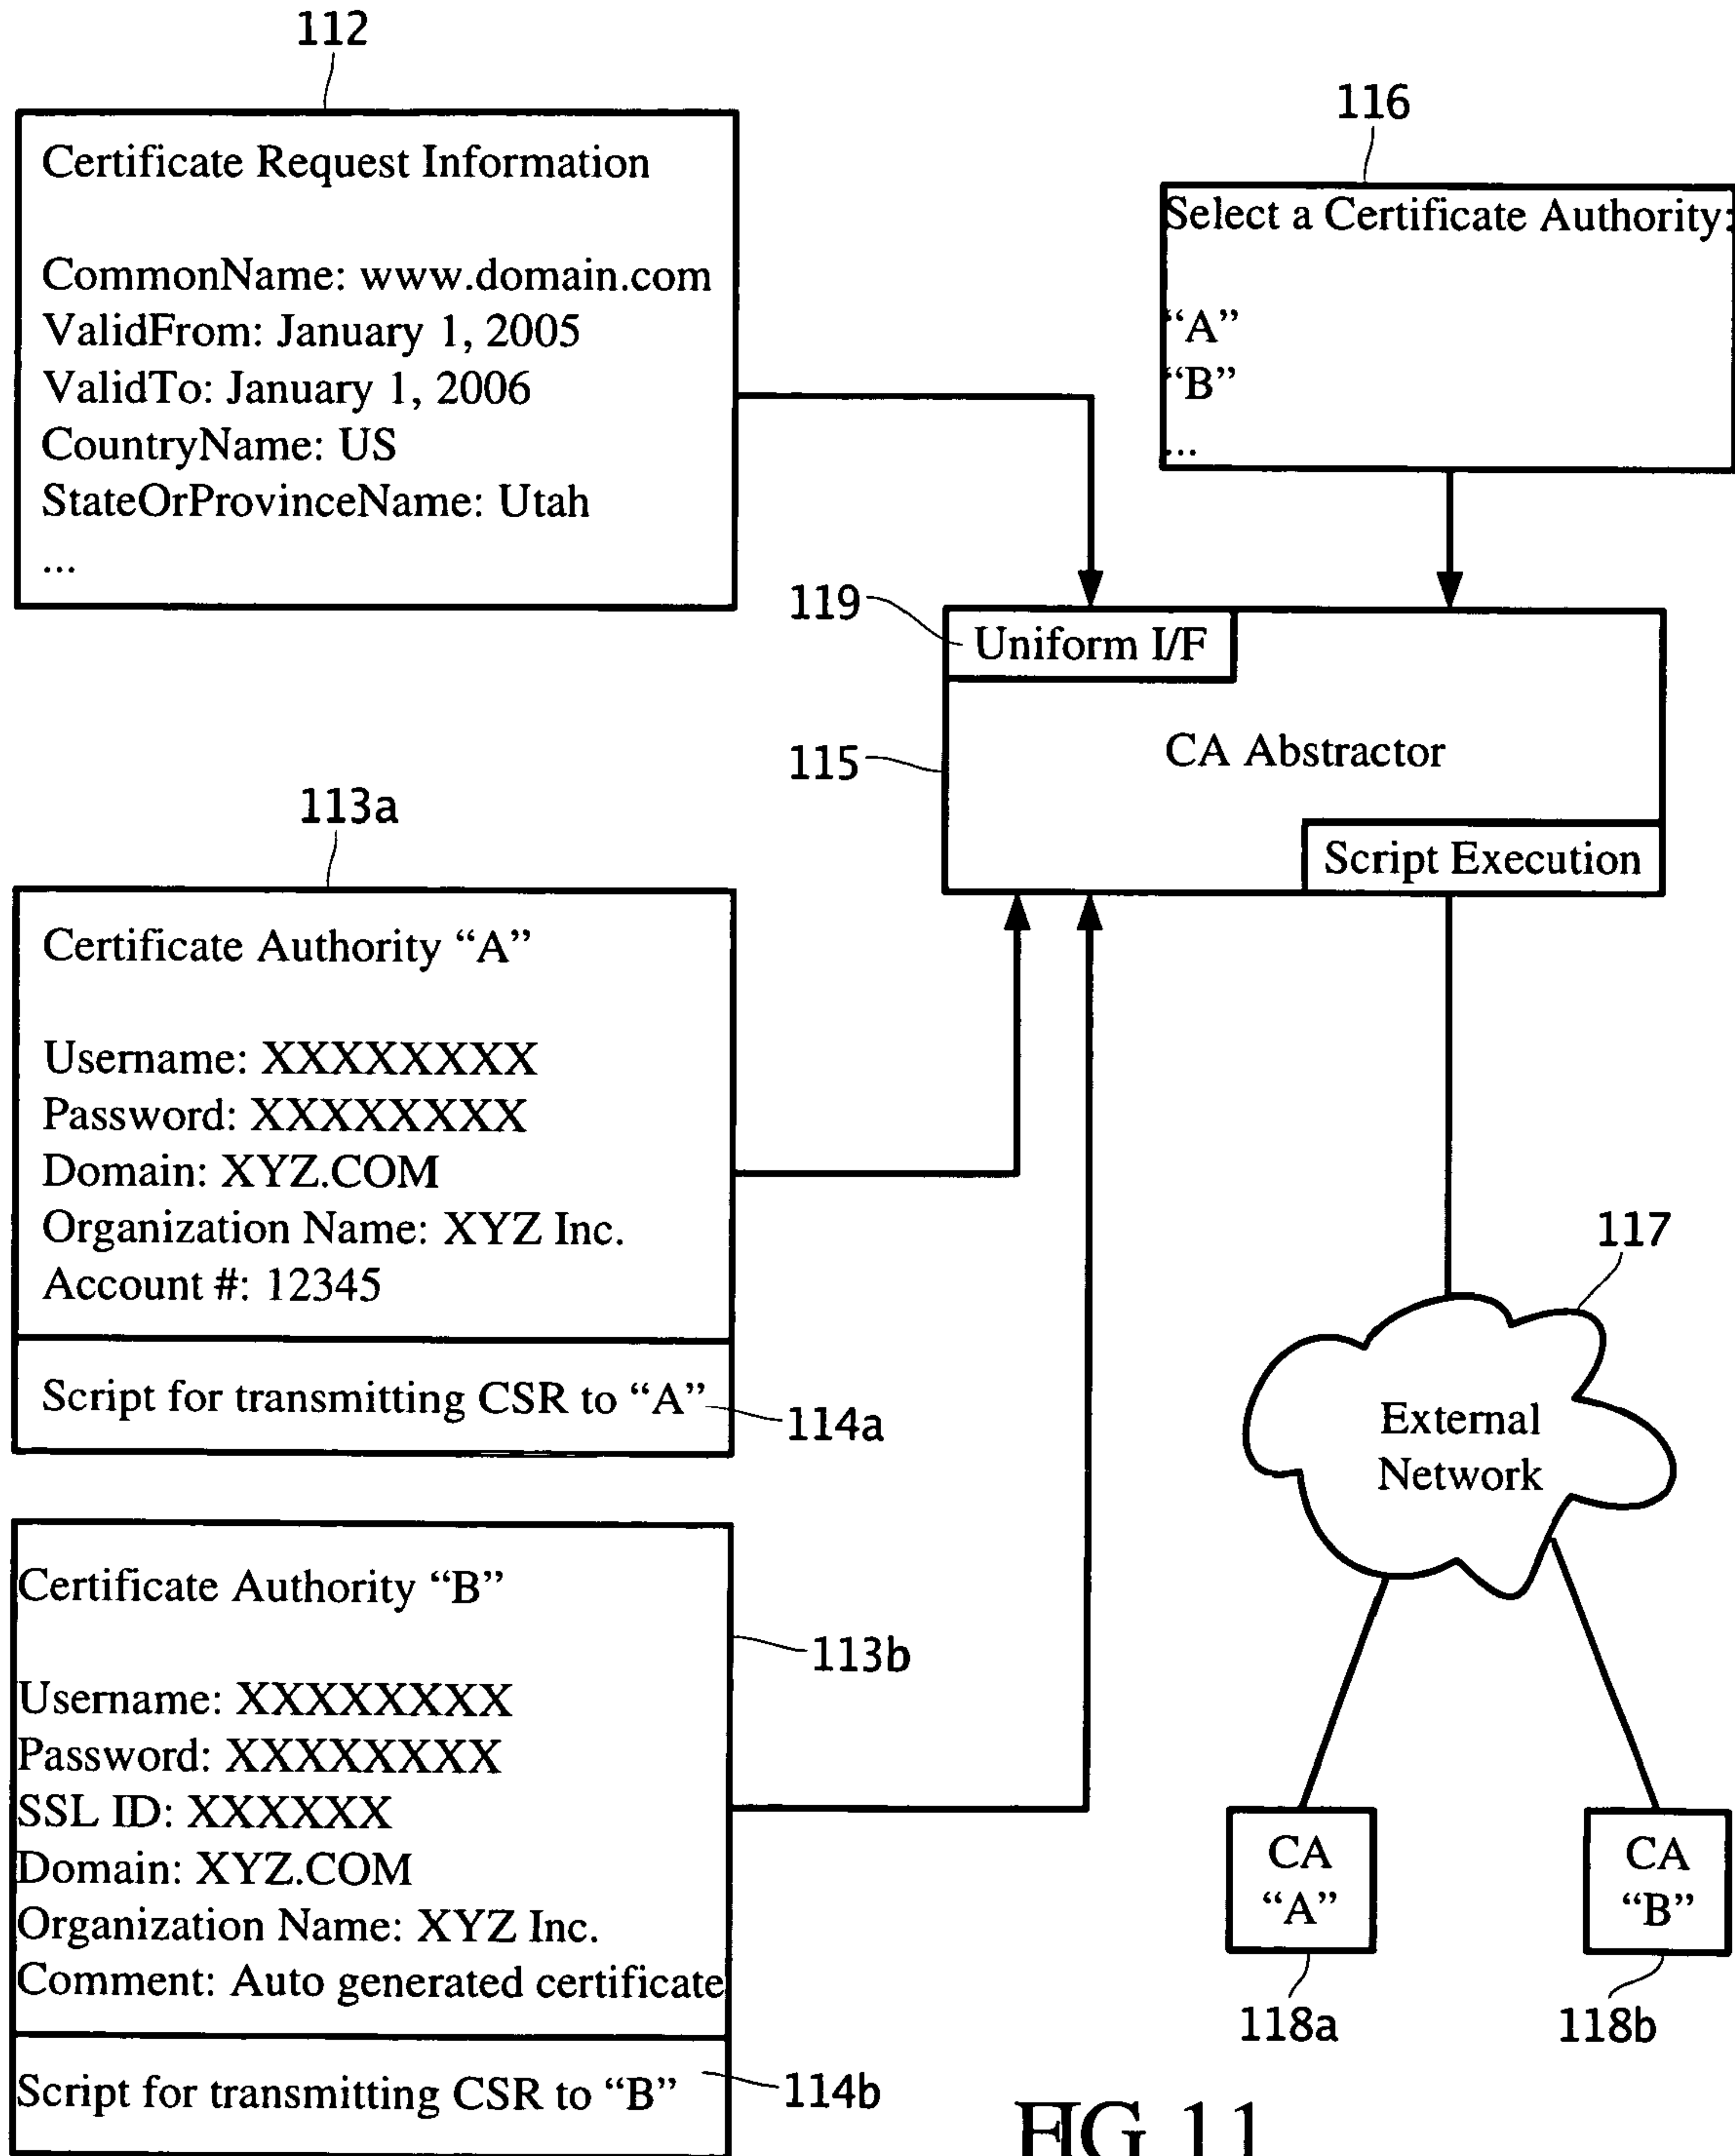 112
Certificate Request Information
CommonName: www.domain.com
ValidFrom: January 1, 2005
ValidTo: January 1, 2006
CountryName: US
StateOrProvinceName: Utah
...
116
Select a Certificate Authority:
“A”
“B”
...
119
Uniform I/F
115
CA Abstractor
Script Execution
113a
Certificate Authority “A”
Username: XXXXXXXX
Password: XXXXXXXX
Domain: XYZ.COM
Organization Name: XYZ Inc.
Account #: 12345
Script for transmitting CSR to “A”
114a
113b
Certificate Authority “B”
Username: XXXXXXXX
Password: XXXXXXXX
SSL ID: XXXXXX
Domain: XYZ.COM
Organization Name: XYZ Inc.
Comment: Auto generated certificate
Script for transmitting CSR to “B”
114b
117
External
Network
CA
“A”
118a
CA
“B”
118b
FIG 11